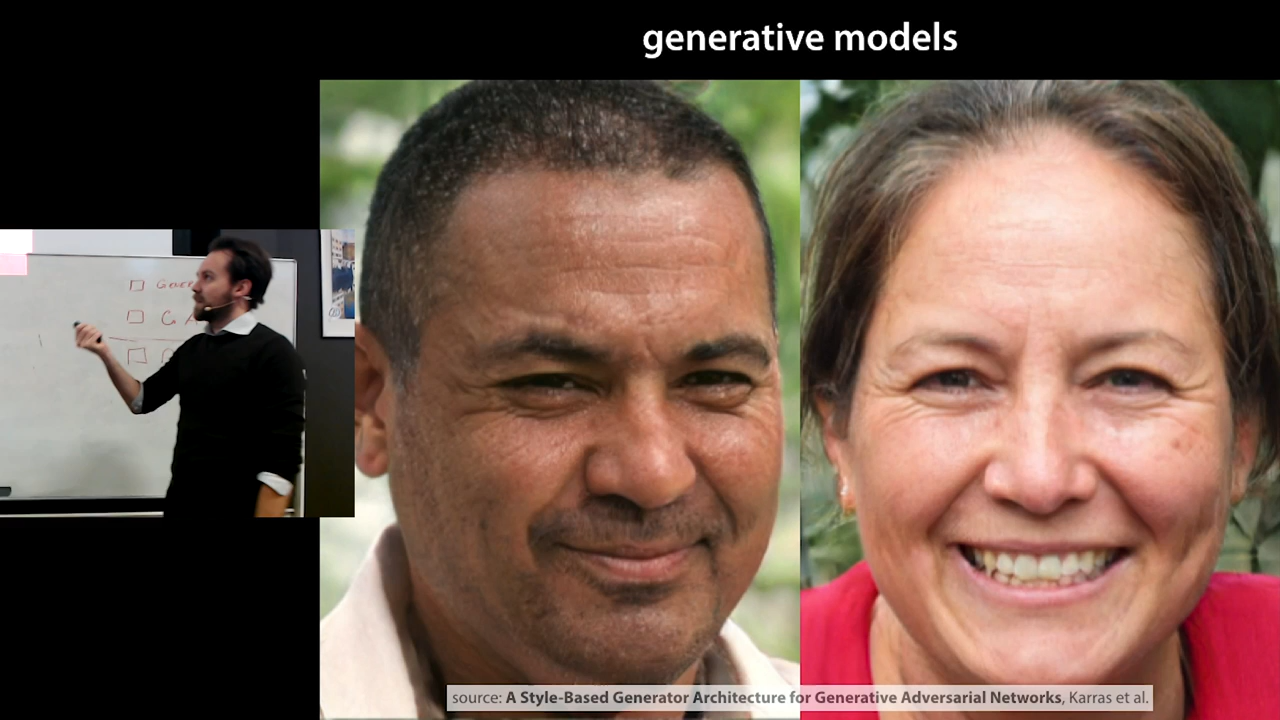 generative models
source: A Style-Based Generator Architecture for Generative Adversarial Networks, Karras et al.